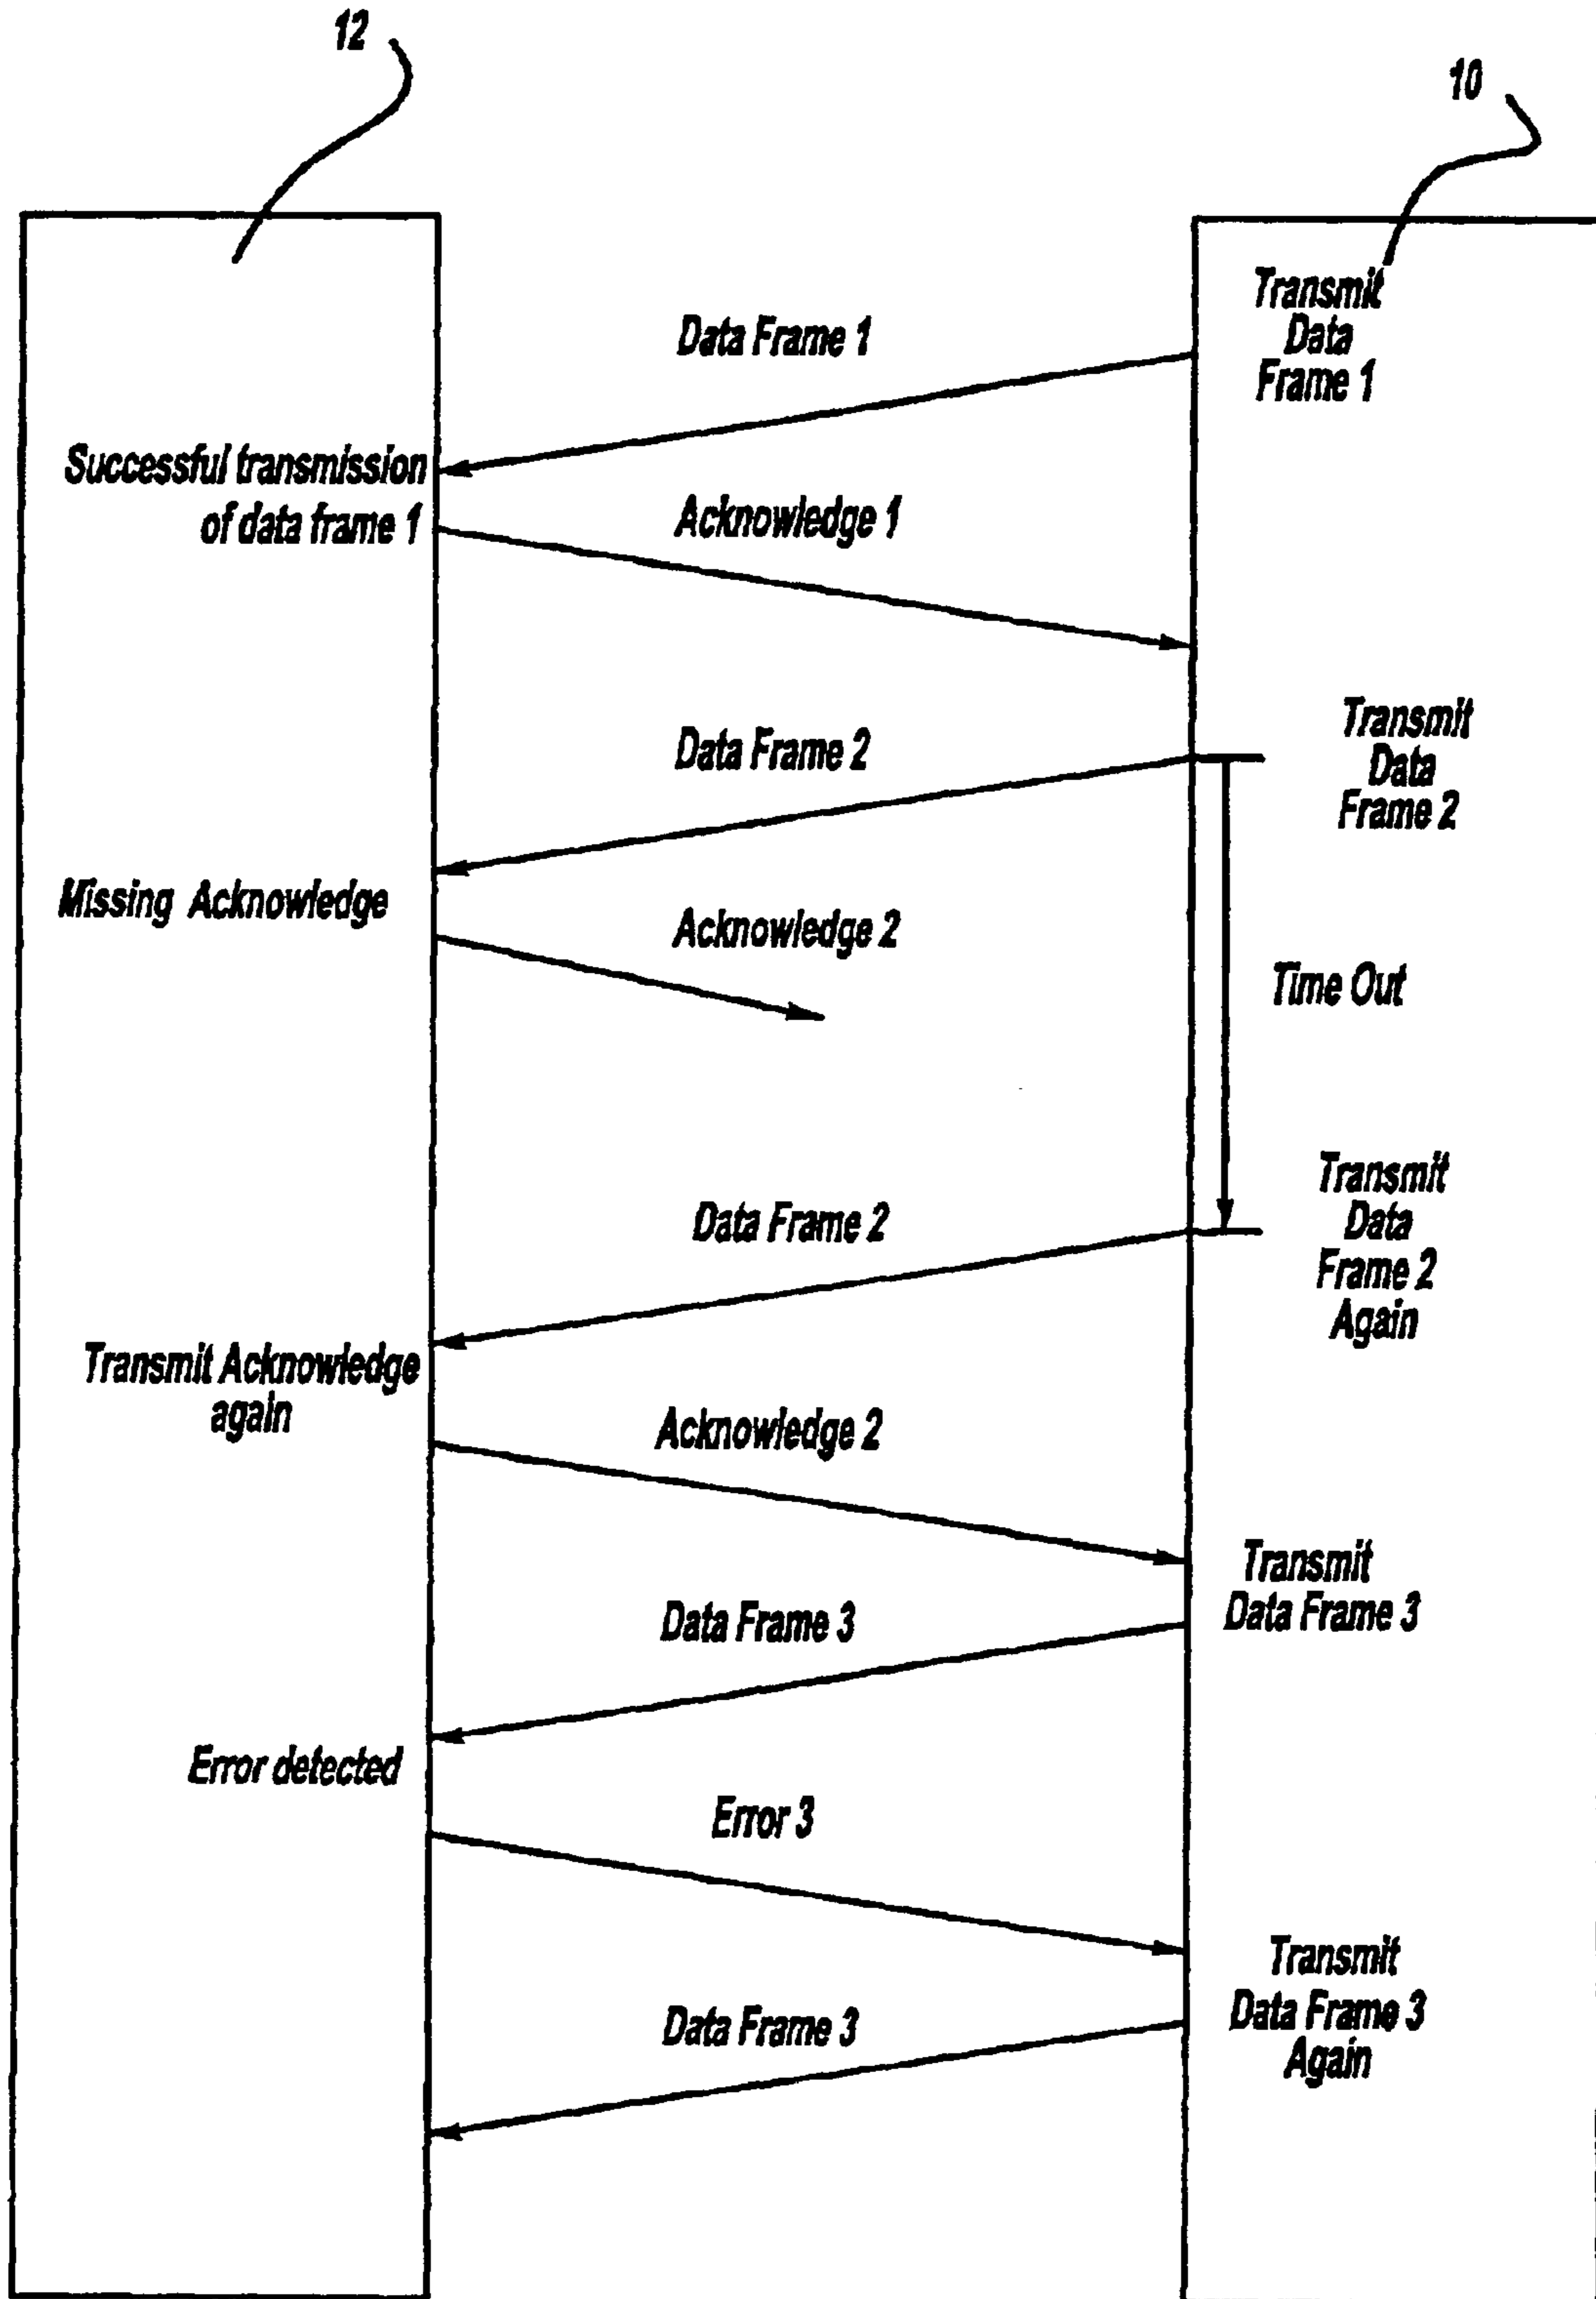 12
10
Transmit
Data
Frame 1
Data Frame 1
Successful transmission
of data frame 1
Acknowledge 1
Transmit
Data
Frame 2
Data Frame 2
Missing Acknowledge
Acknowledge 2
Time Out
Transmit
Data
Frame 2
Again
Data Frame 2
Transmit Acknowledge
again
Acknowledge 2
Transmit
Data Frame 3
Data Frame 3
Error detected
Error 3
Transmit
Data Frame 3
Again
Data Frame 3